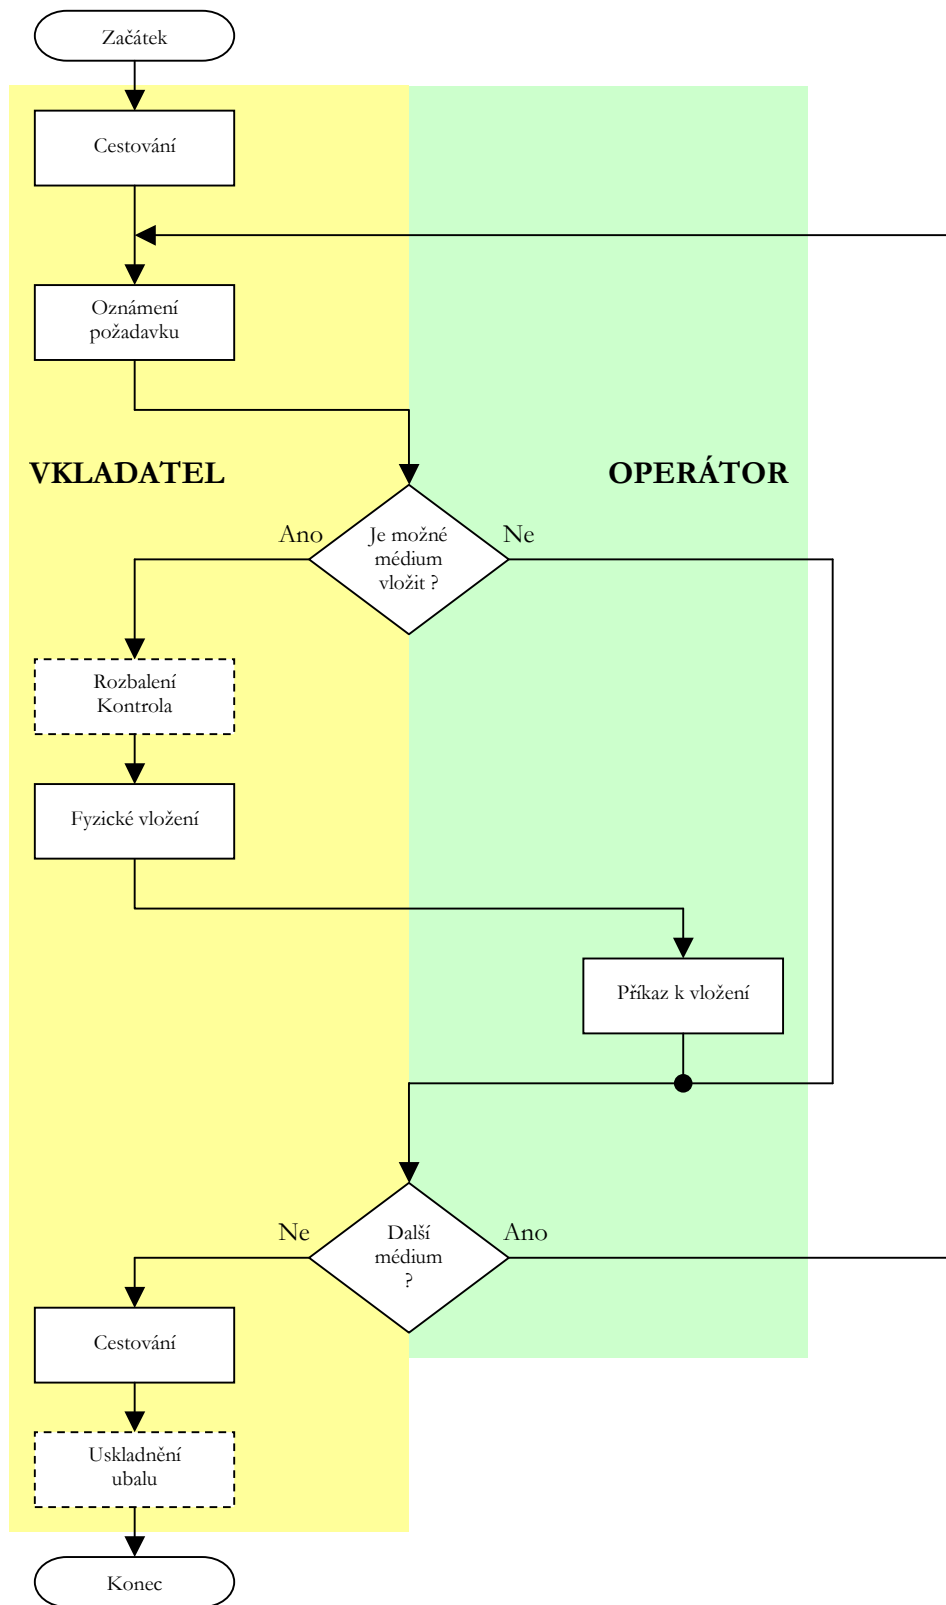 Začátek
Cestování
Oznámení
požadavku
VKLADATEL
OPERÁTOR
Ano
Je možné
médium
vložit ?
Ne
Rozbalení
Kontrola
Fyzické vložení
Příkaz k vložení
Ne
Další
médium
?
Ano
Cestování
Uskladnění
ubalu
Konec